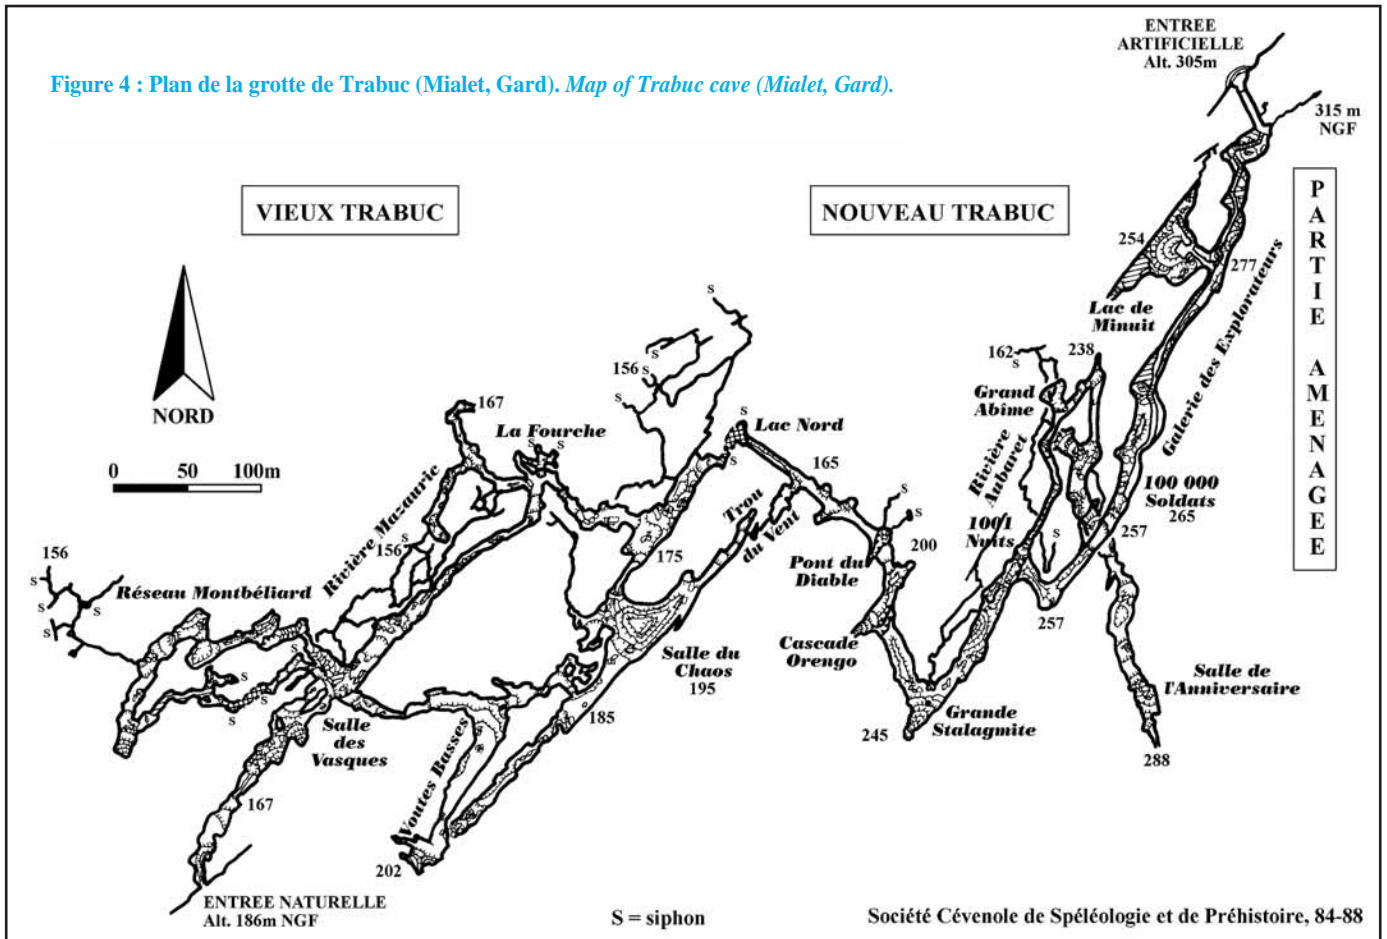 Figure 4 : Plan de la grotte de Trabuc (Mialet, Gard). Map of Trabuc cave (Mialet, Gard).
ENTREE
ARTIFICIELLE
Alt. 305m
315 m
NGF
VIEUX TRABUC
NOUVEAU TRABUC
PARTIE AMENAGEE
NORD
0 50 100m
254
277
Lac de
Minuit
Galerie des Explorateurs
S
S
156 S
S
S
162
S
238
Grand
Abîme
Rivière
Aubaret
167
La Fourche
S
S
S
Lac Nord
S
165
100 000
Soldats
265
1001
Nuits
257
S
Rivière Mazauric
156
S
175
Trou
du Vent
S
S
Pont du
Diable
200
156
S
S
S
S
Réseau Montbéliard
257
Salle du
Chaos
195
Cascade
Orengo
Salle de
l'Anniversaire
S
S
S
S
S
Salle
des
Vasques
185
245
Grande
Stalagmite
288
Voutes Basses
167
202
ENTREE NATURELLE
Alt. 186m NGF
S = siphon
Société Cévenole de Spéléologie et de Préhistoire, 84-88